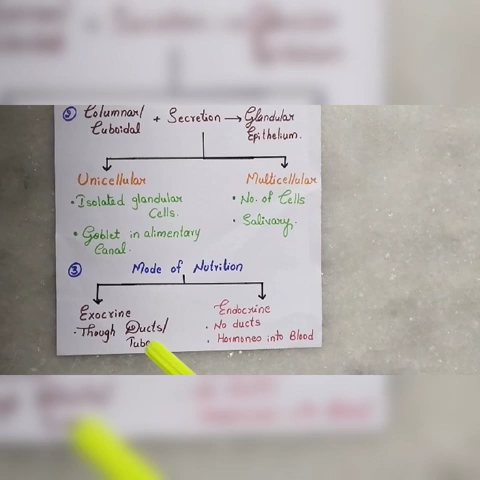 ② Columnar/ + Secretion → Glandular
Cuboidal Epithelium.
Unicellular Multicellular
• Isolated glandular • No. of Cells
Cells. • Salivary.
• Goblet in alimentary
Canal.
③ Mode of Nutrition
Exocrine Endocrine
• Though Ducts/ • No ducts
Tube • Hormones into Blood